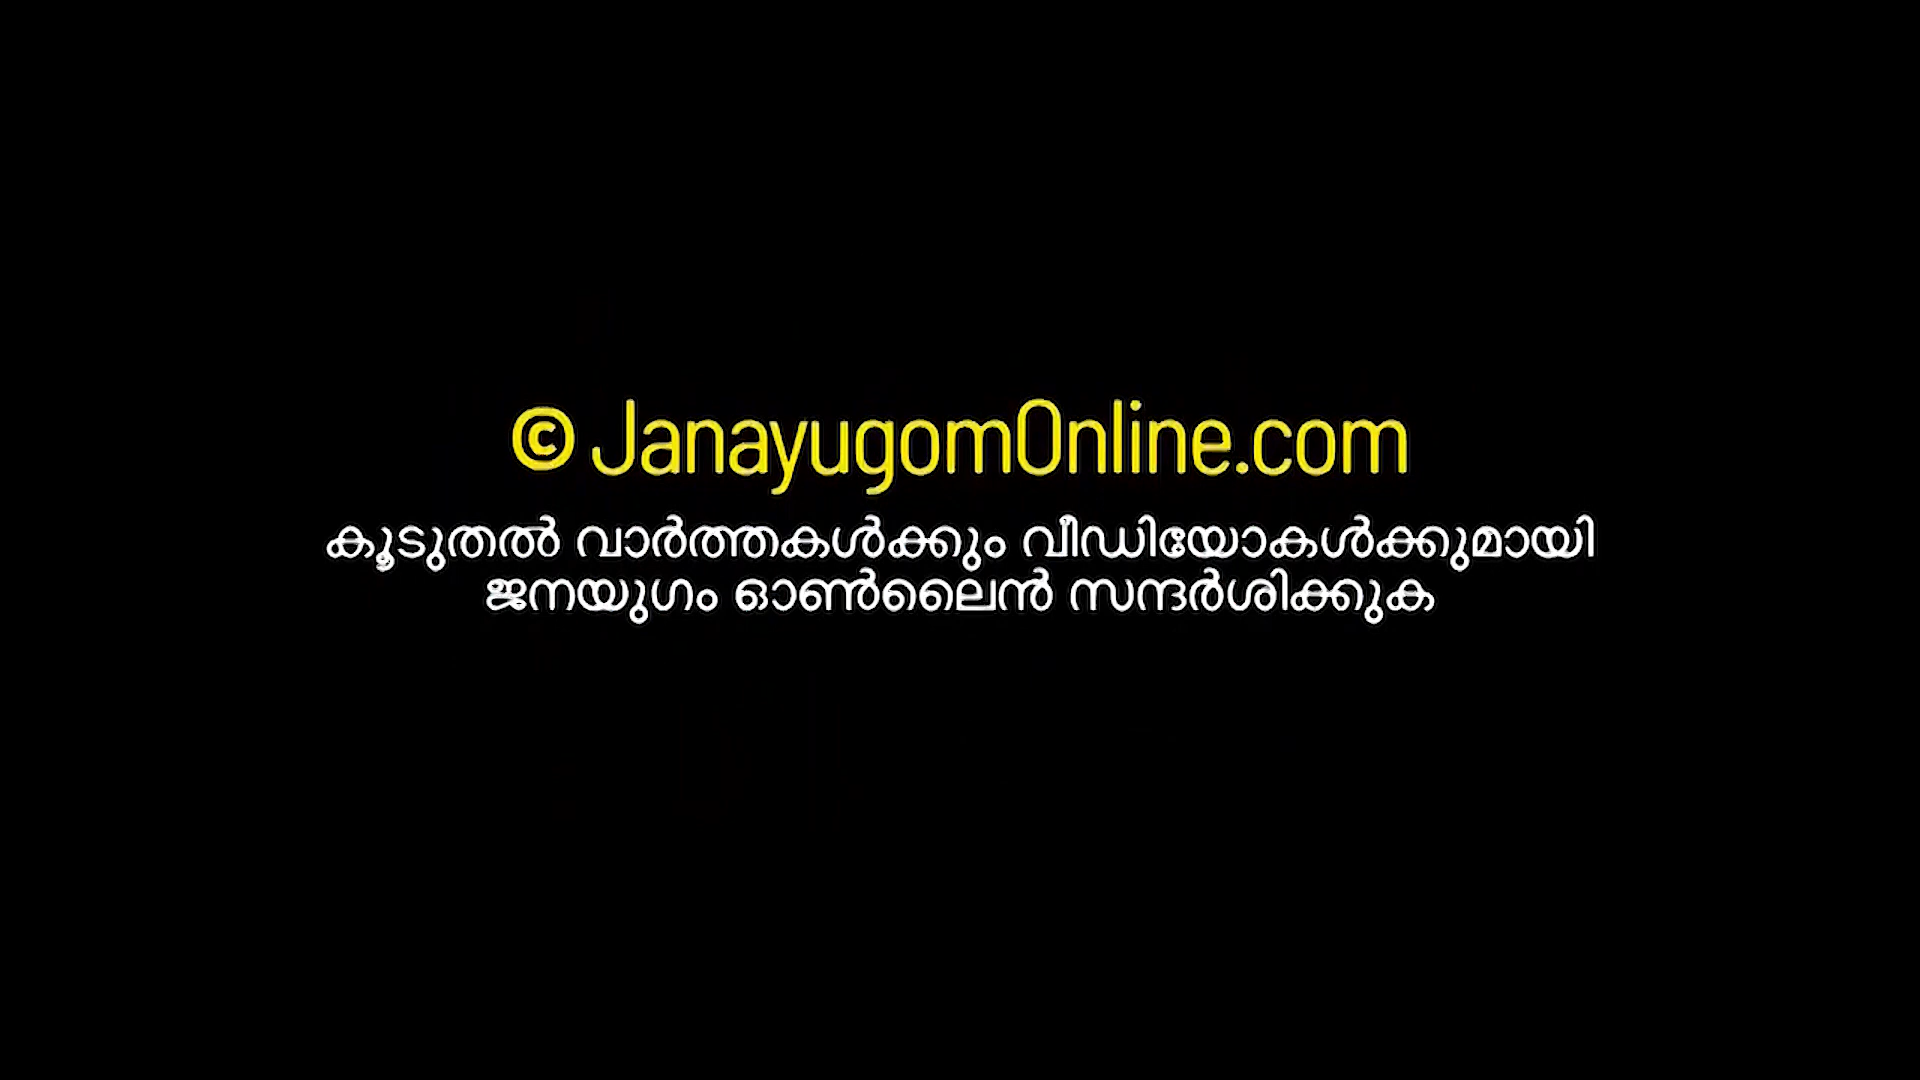 © JanayugomOnline.com
കൂടുതൽ വാർത്തകൾക്കും വീഡിയോകൾക്കുമായി
ജനയുഗം ഓൺലൈൻ സന്ദർശിക്കുക